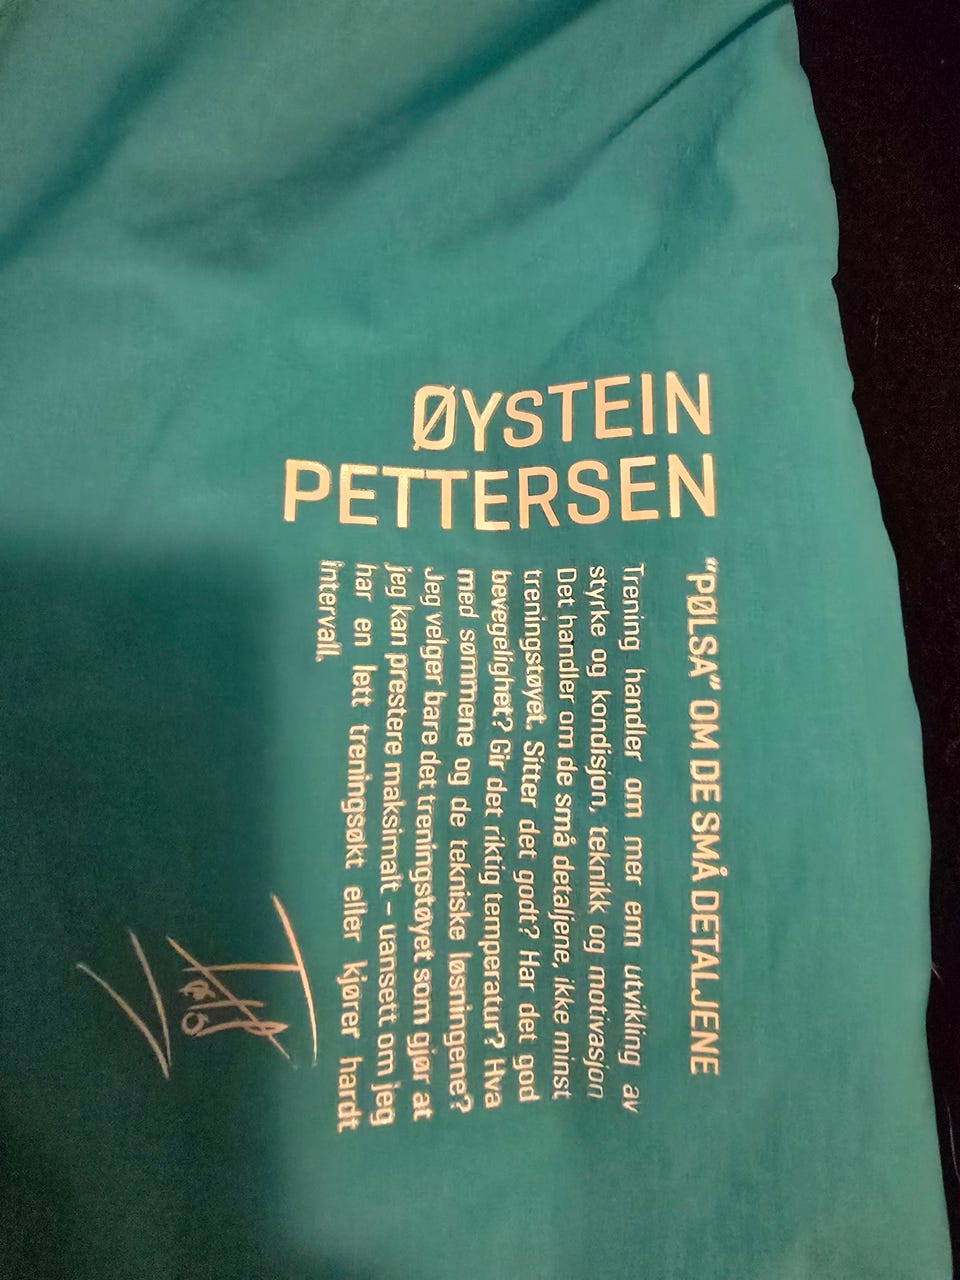 ØYSTEIN
PETTERSEN
"PØLSA" OM DE SMÅ DETALJENE
Trening handler om mer enn utvikling av
styrke og kondisjon, teknikk og motivasjon
Det handler om de små detaljene, ikke minst
treningstøyet. Sitter det godt? Har det god
bevegelighet? Gir det riktig temperatur? Hva
med sømmene og de tekniske løsningene?
Jeg velger bare det treningstøyet som gjør at
jeg kan prestere maksimalt – uansett om jeg
har en lett treningsøkt eller kjører hardt
intervall.